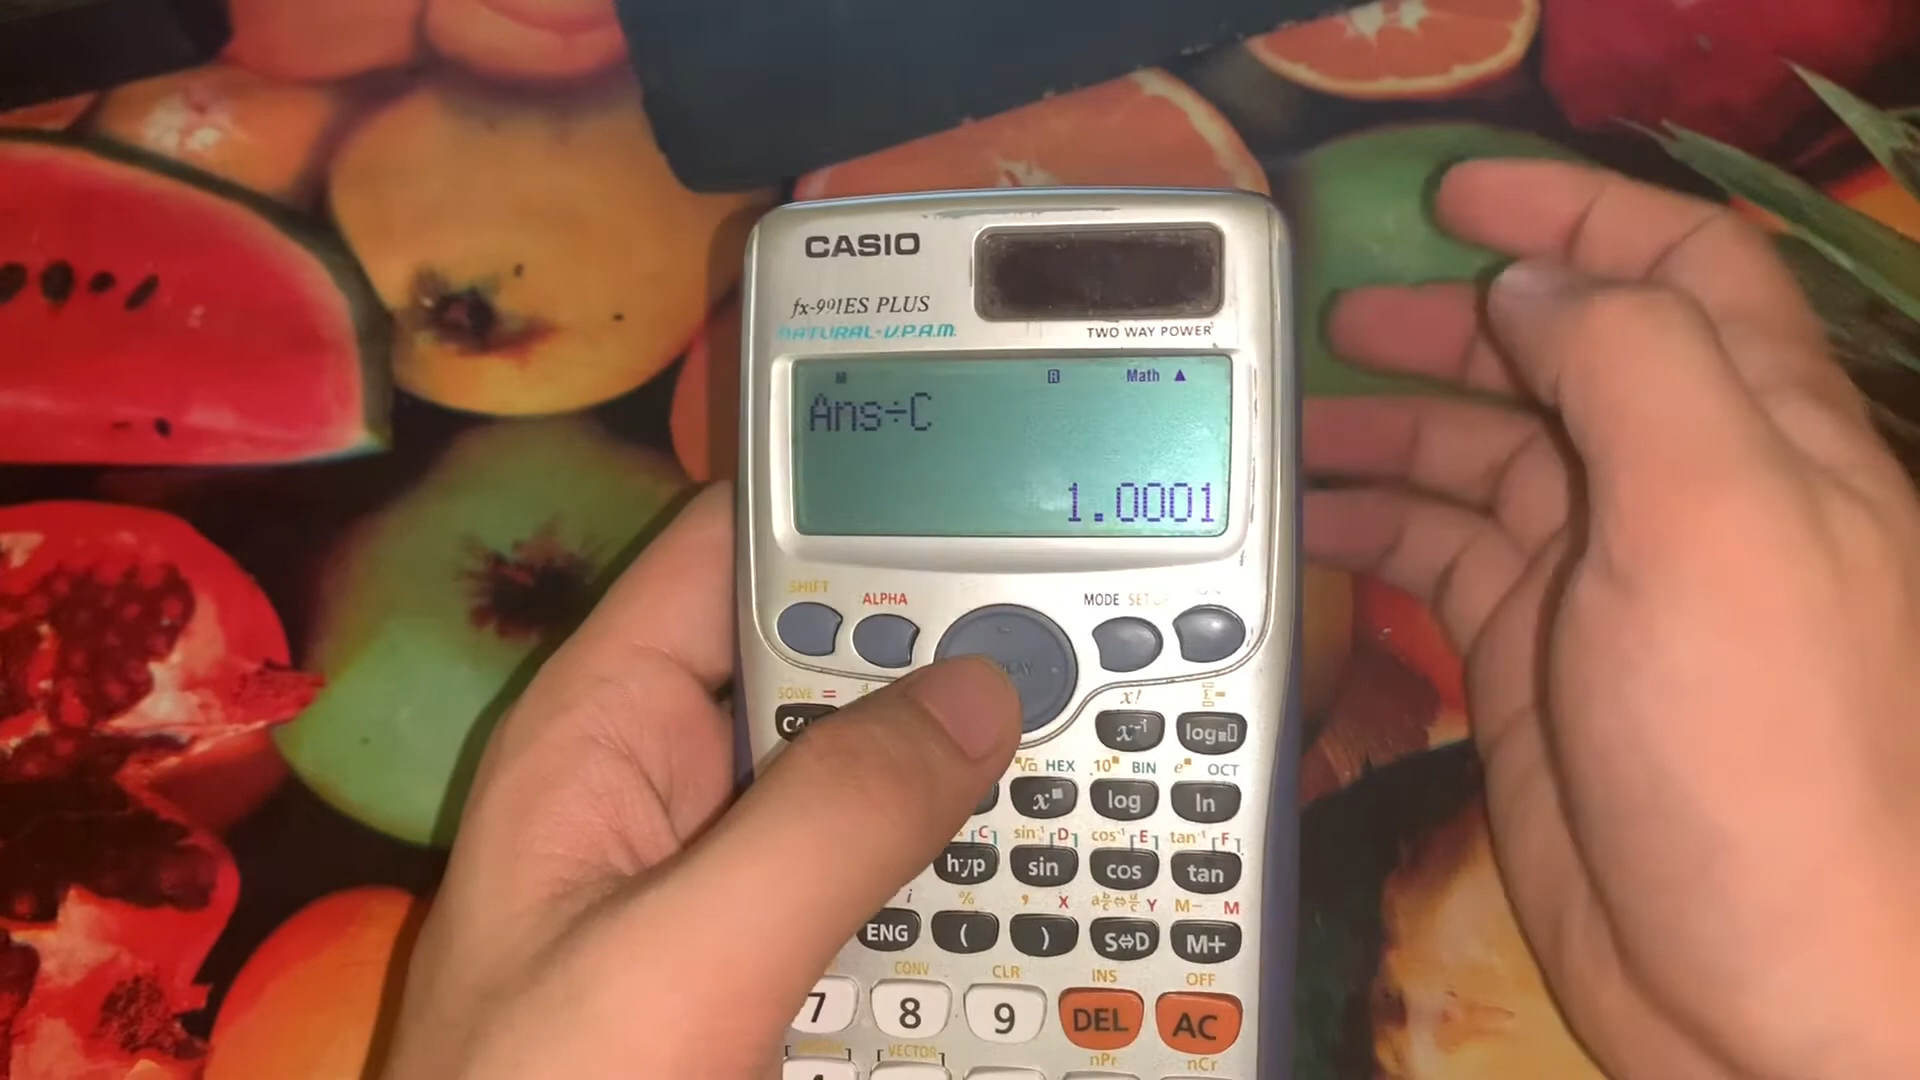 CASIO
fx-991ES PLUS
NATURAL-V.P.A.M.
TWO WAY POWER
M R Math ▲
Ans÷C
1.0001
SHIFT ALPHA MODE
SOLVE = x! Σ
x⁻¹ log
HEX 10 BIN e OCT
x log ln
C sin⁻¹ D cos⁻¹ E tan⁻¹ F
hyp sin cos tan
i % , X Y M– M
ENG ( ) S⇔D M+
CONV CLR INS OFF
7 8 9 DEL AC
VECTOR nPr nCr